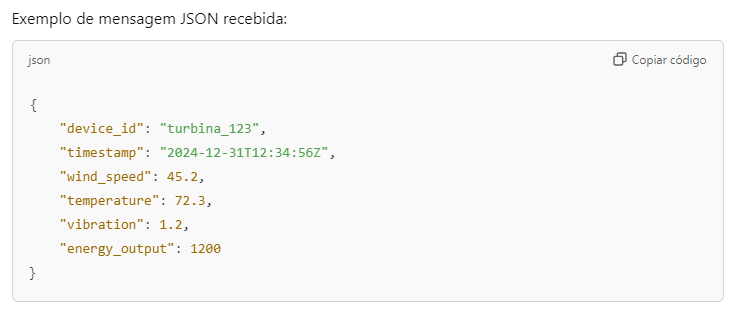 Exemplo de mensagem JSON recebida:
json
Copiar código
{
    "device_id": "turbina_123",
    "timestamp": "2024-12-31T12:34:56Z",
    "wind_speed": 45.2,
    "temperature": 72.3,
    "vibration": 1.2,
    "energy_output": 1200
}